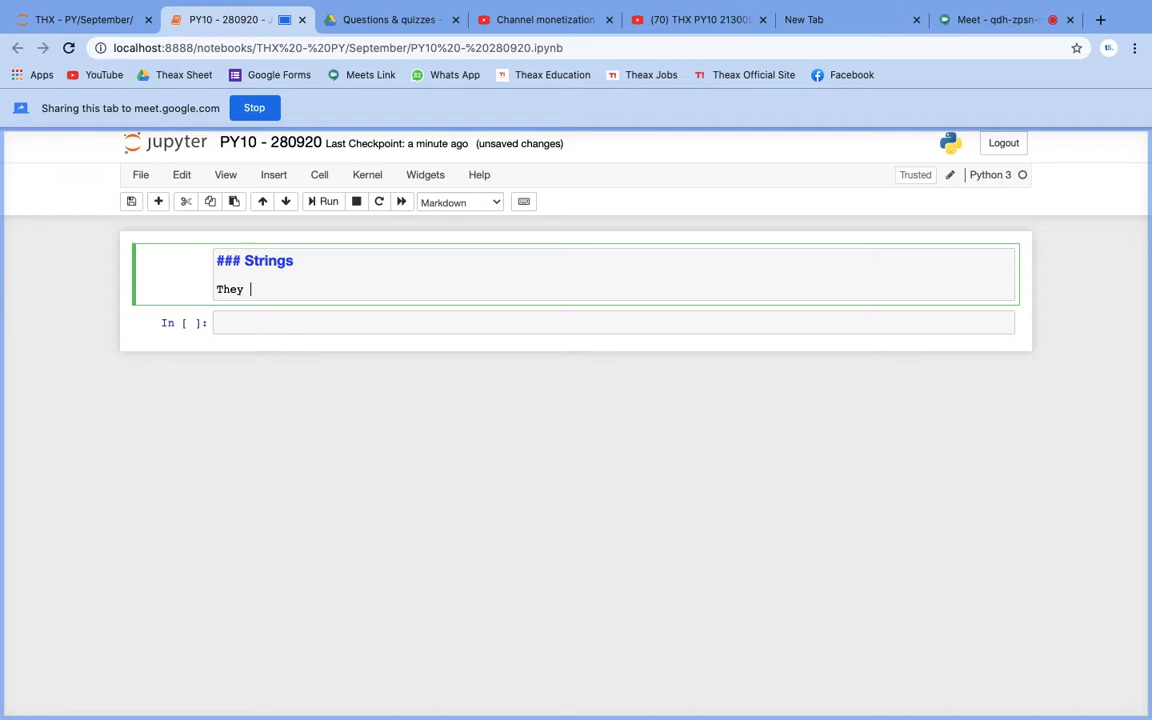 THX - PY/September/
PY10 - 280920 -
Questions & quizzes -
Channel monetization
(70) THX PY10 21300
New Tab
Meet - qdh-zpsn-
localhost:8888/notebooks/THX%20-%20PY/September/PY10%20-%20280920.ipynb
Apps
YouTube
Theax Sheet
Google Forms
Meets Link
Whats App
Theax Education
Theax Jobs
Theax Official Site
Facebook
Sharing this tab to meet.google.com
Stop
jupyter
PY10 - 280920 Last Checkpoint: a minute ago (unsaved changes)
Logout
File
Edit
View
Insert
Cell
Kernel
Widgets
Help
Trusted
Python 3
Run
Markdown
### Strings
They
In [ ]: